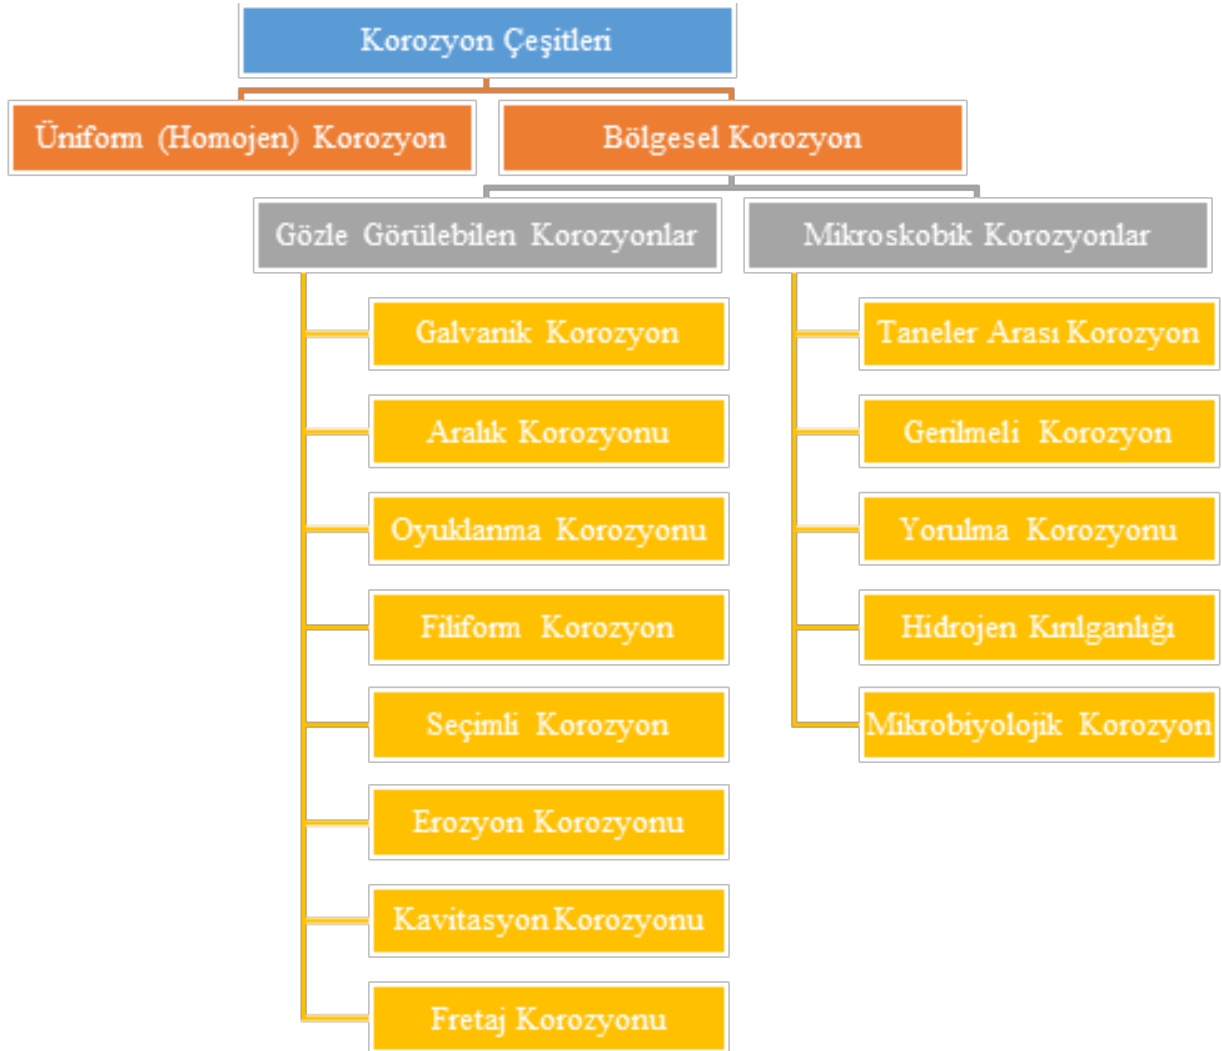 Korozyon Çeşitleri
Üniform (Homojen) Korozyon
Bölgesel Korozyon
Gözle Görülebilen Korozyonlar
Mikroskobik Korozyonlar
Galvanik Korozyon
Aralık Korozyonu
Oyuklanma Korozyonu
Filiform Korozyon
Seçimli Korozyon
Erozyon Korozyonu
Kavitasyon Korozyonu
Fretaj Korozyonu
Taneler Arası Korozyon
Gerilmeli Korozyon
Yorulma Korozyonu
Hidrojen Kırılganlığı
Mikrobiyolojik Korozyon